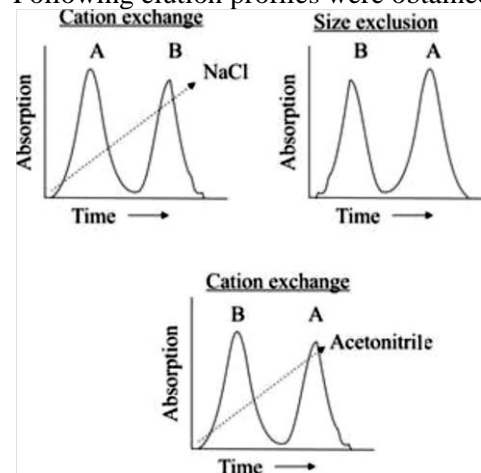 Following elution profiles were obtained
Cation exchange
A B
NaCl
Absorption
Time
Size exclusion
B A
Absorption
Time
Cation exchange
B A
Acetonitrile
Absorption
Time